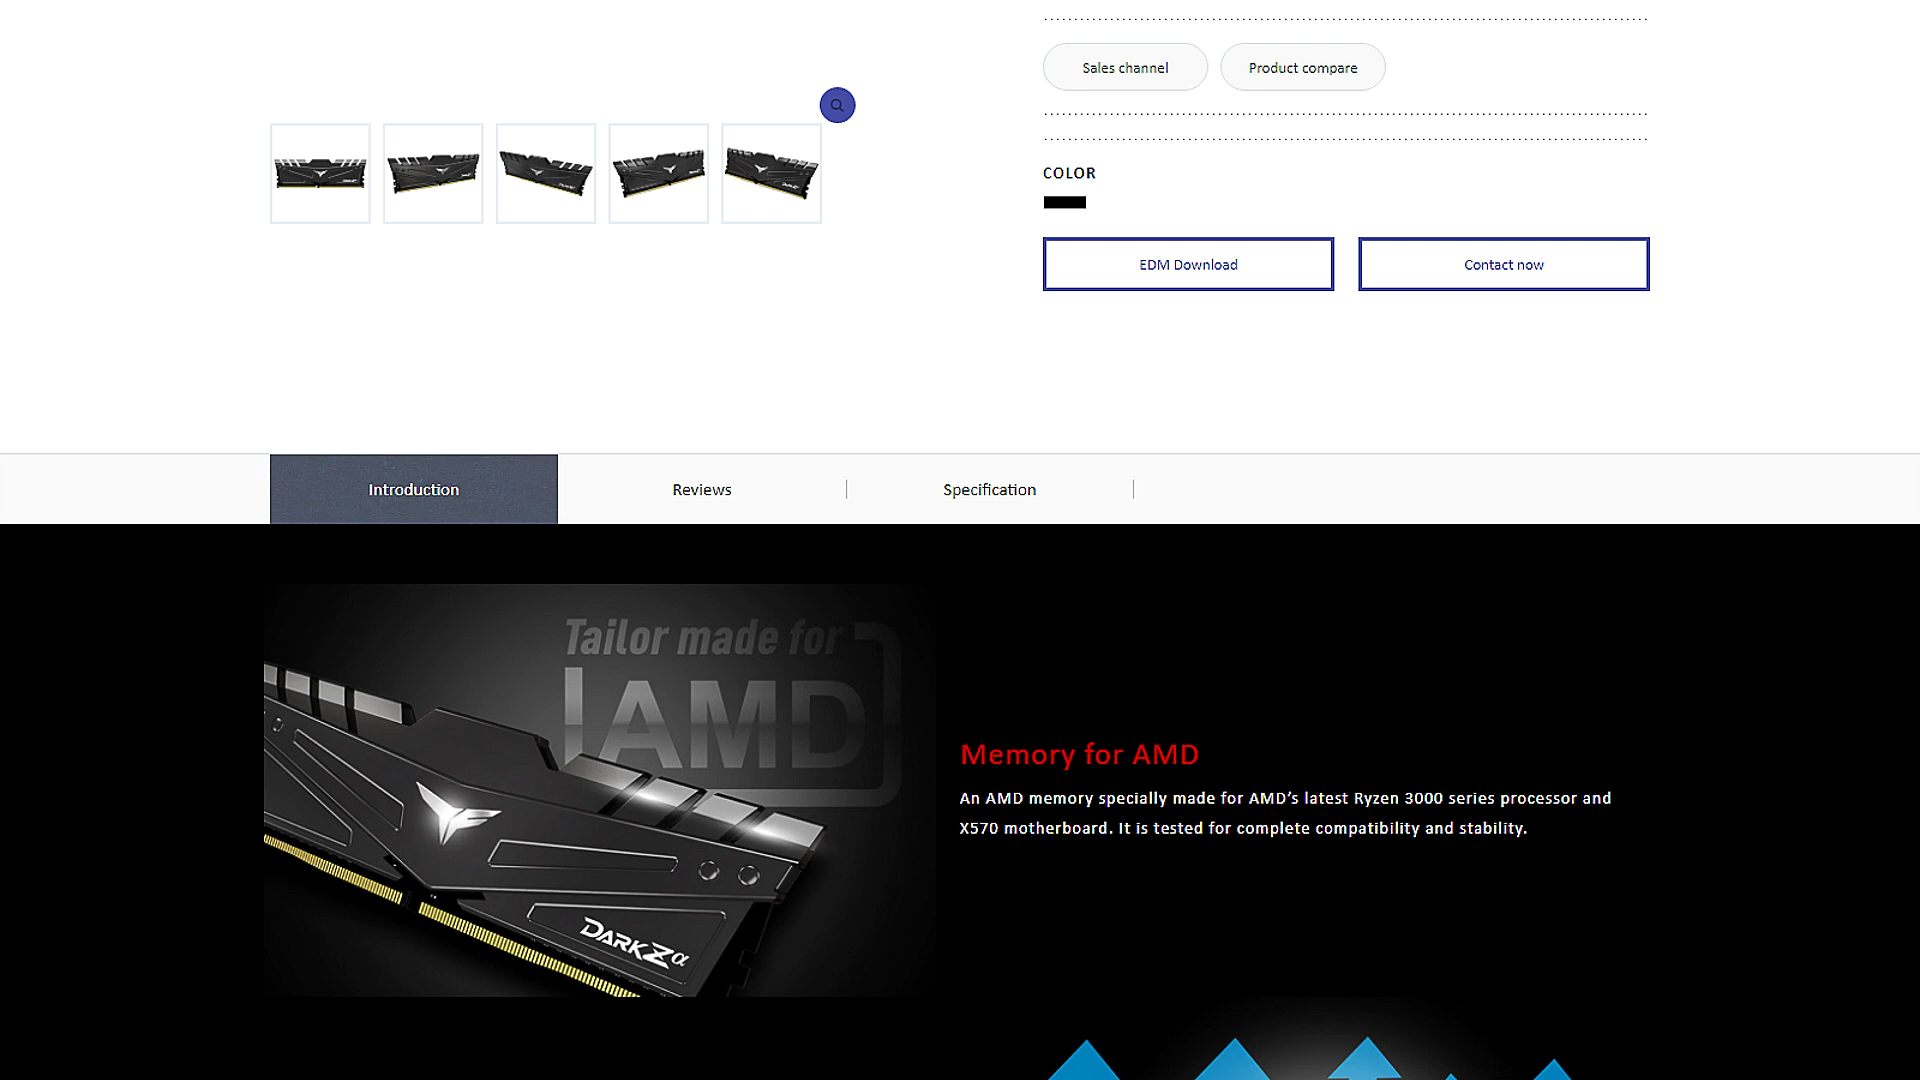 Sales channel
Product compare
COLOR
EDM Download
Contact now
Introduction
Reviews
Specification
Tailor made for
AMD
DARK Z α
Memory for AMD
An AMD memory specially made for AMD’s latest Ryzen 3000 series processor and
X570 motherboard. It is tested for complete compatibility and stability.